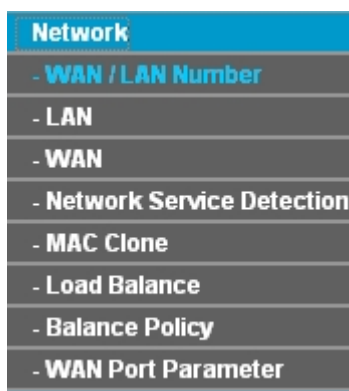 Network
- WAN / LAN Number
- LAN
- WAN
- Network Service Detection
- MAC Clone
- Load Balance
- Balance Policy
- WAN Port Parameter